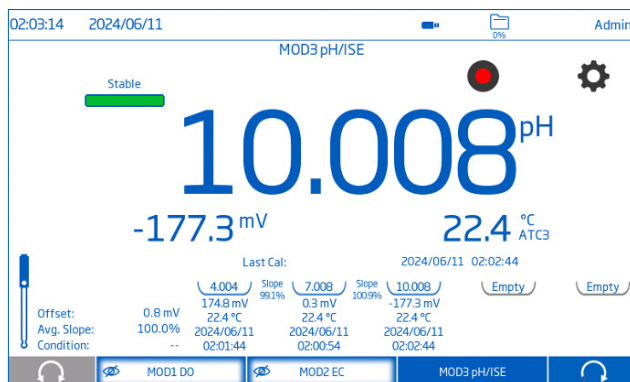 02:03:14 2024/06/11 0% Admin
MOD3 pH/ISE
Stable
10.008 pH
-177.3 mV 22.4 °C ATC3
Last Cal: 2024/06/11 02:02:44
4.004 Slope 99.1% 7.008 Slope 100.9% 10.008 Empty Empty
174.8 mV 0.3 mV -177.3 mV
22.4 °C 22.4 °C 22.4 °C
2024/06/11 2024/06/11 2024/06/11
02:01:44 02:00:54 02:02:44
Offset: 0.8 mV
Avg. Slope: 100.0%
Condition: --
MOD1 DO MOD2 EC MOD3 pH/ISE